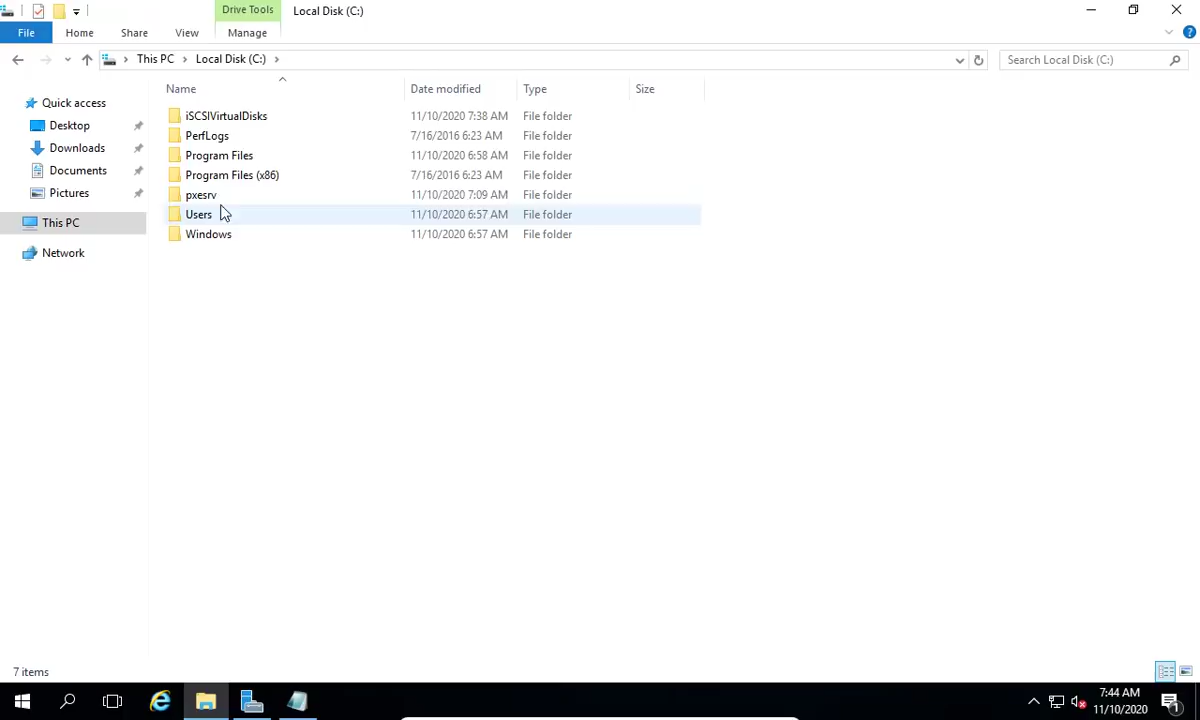 Drive Tools Local Disk (C:)
File Home Share View Manage
This PC Local Disk (C:) Search Local Disk (C:)
Name Date modified Type Size
Quick access
Desktop
Downloads
Documents
Pictures
This PC
Network
iSCSIVirtualDisks 11/10/2020 7:38 AM File folder
PerfLogs 7/16/2016 6:23 AM File folder
Program Files 11/10/2020 6:58 AM File folder
Program Files (x86) 7/16/2016 6:23 AM File folder
pxesrv 11/10/2020 7:09 AM File folder
Users 11/10/2020 6:57 AM File folder
Windows 11/10/2020 6:57 AM File folder
7 items
7:44 AM
11/10/2020
1